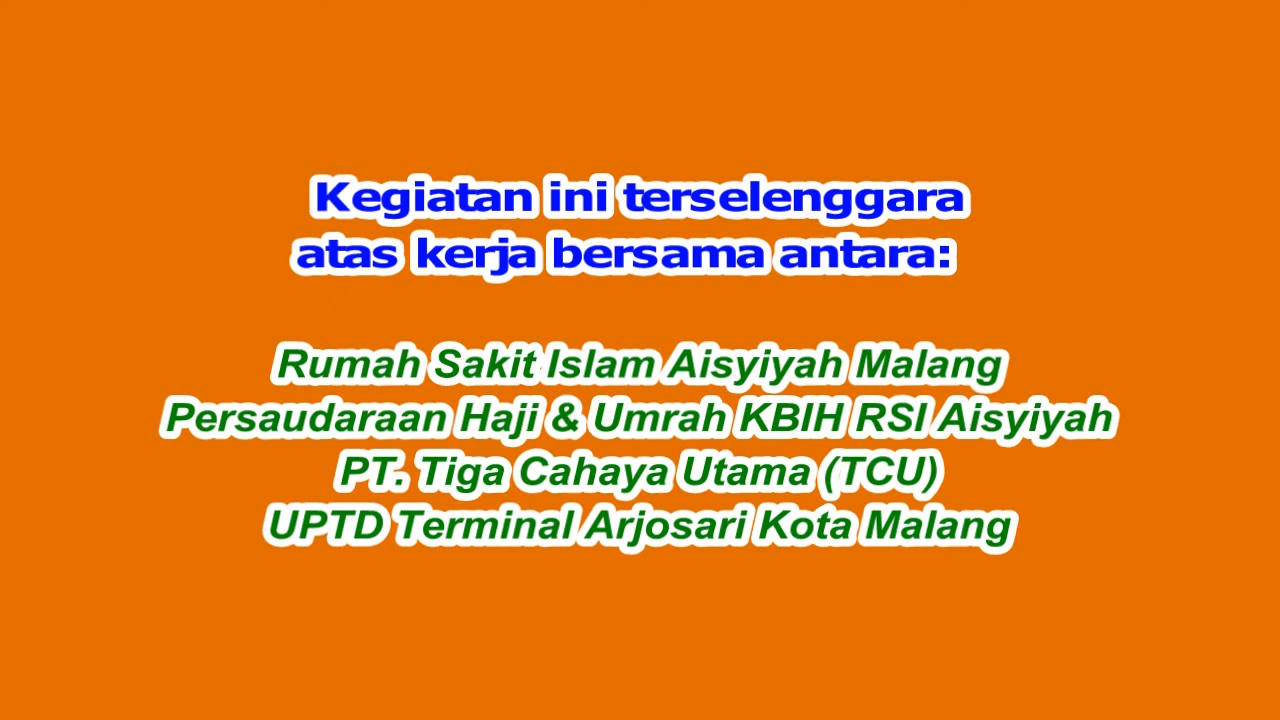 Kegiatan ini terselenggara
atas kerja bersama antara:
Rumah Sakit Islam Aisyiyah Malang
Persaudaraan Haji & Umrah KBIH RSI Aisyiyah
PT. Tiga Cahaya Utama (TCU)
UPTD Terminal Arjosari Kota Malang